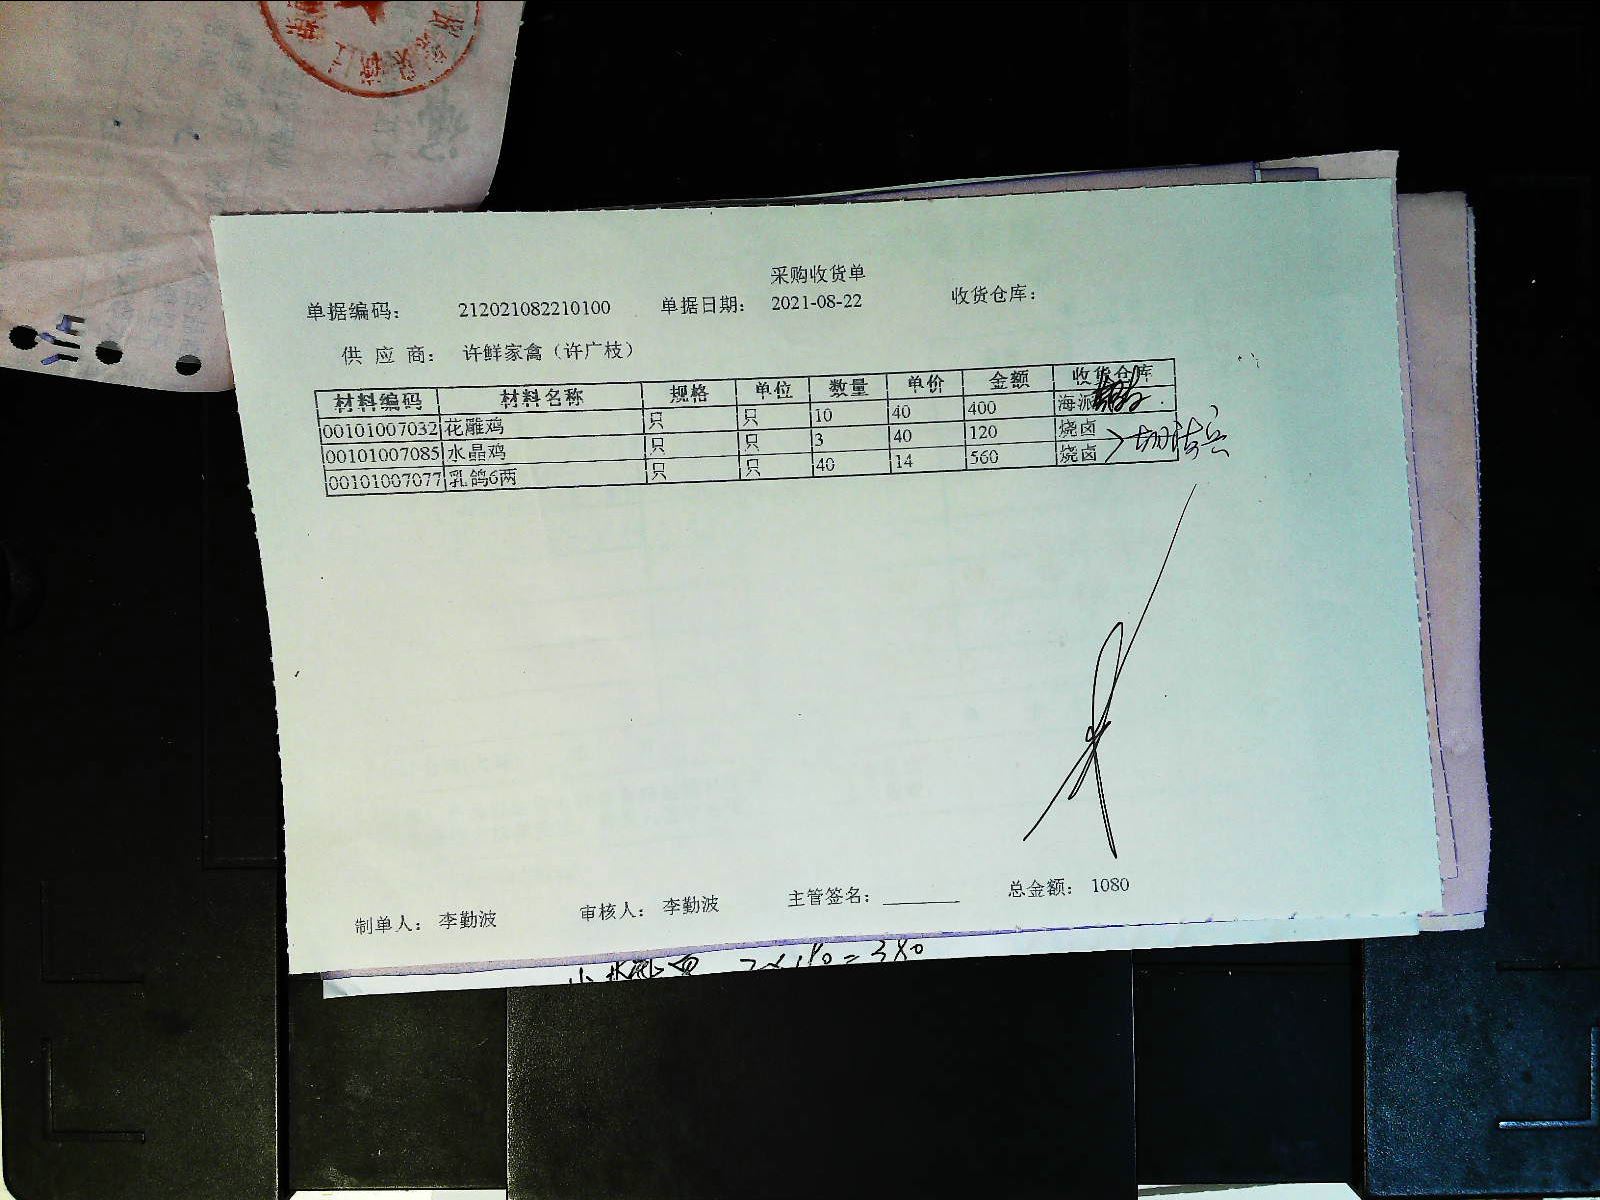 采购收货单
单据编码： 212021082210100 单据日期： 2021-08-22 收货仓库：
供 应 商： 许鲜家禽（许广枝）
材料编码 材料名称 规格 单位 数量 单价 金额 收货仓库
00101007032 花雕鸡 只 只 10 40 400 海派
00101007085 水晶鸡 只 只 3 40 120 烧卤
00101007077 乳鸽6两 只 只 40 14 560 烧卤
制单人： 李勤波 审核人： 李勤波 主管签名： 总金额： 1080